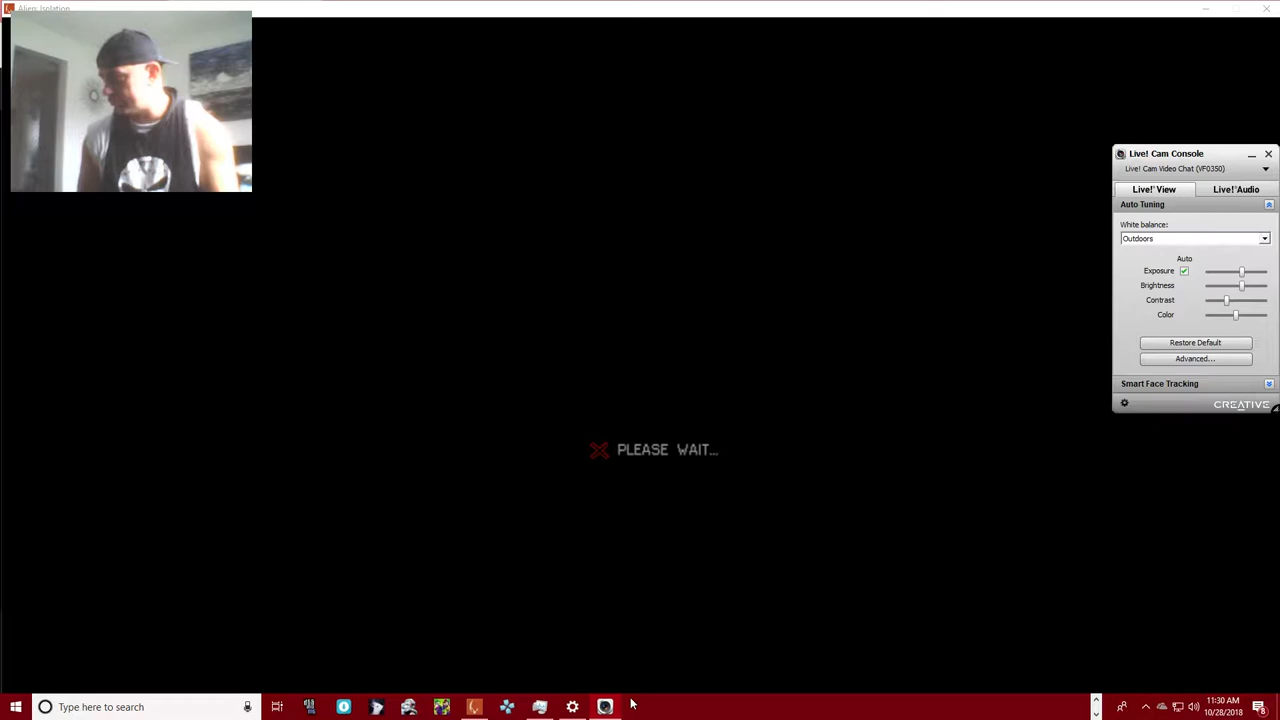 Alien: Isolation
Live! Cam Console
Live! Cam Video Chat (VF0350)
Live! View
Live! Audio
Auto Tuning
White balance:
Outdoors
Auto
Exposure
Brightness
Contrast
Color
Restore Default
Advanced...
Smart Face Tracking
CREATIVE
PLEASE WAIT...
Type here to search
11:30 AM
10/28/2018
8